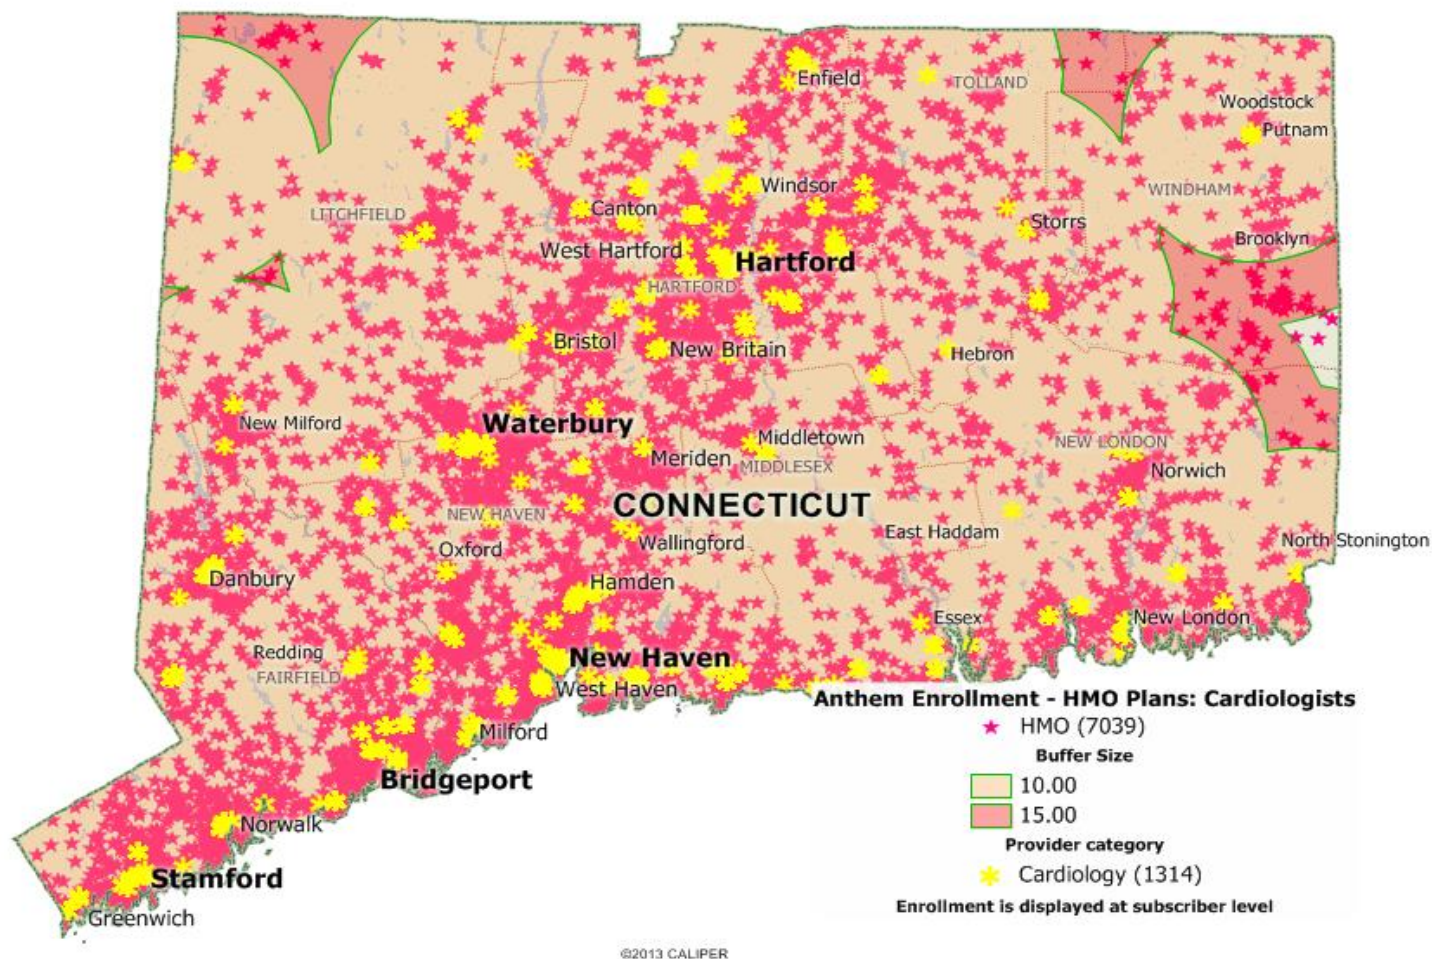 Enfield
TOLLAND
Woodstock
Putnam
Windsor
WINDHAM
Canton
LITCHFIELD
Storrs
Brooklyn
West Hartford
Hartford
HARTFORD
Bristol
New Britain
Hebron
New Milford
Waterbury
Middletown
NEW LONDON
Meriden
MIDDLESEX
Norwich
CONNECTICUT
NEW HAVEN
East Haddam
North Stonington
Oxford
Wallingford
Danbury
Hamden
Essex
New London
Redding
FAIRFIELD
New Haven
West Haven
Milford
Bridgeport
Norwalk
Stamford
Greenwich
Anthem Enrollment - HMO Plans: Cardiologists
HMO (7039)
Buffer Size
10.00
15.00
Provider category
Cardiology (1314)
Enrollment is displayed at subscriber level
©2013 CALIPER